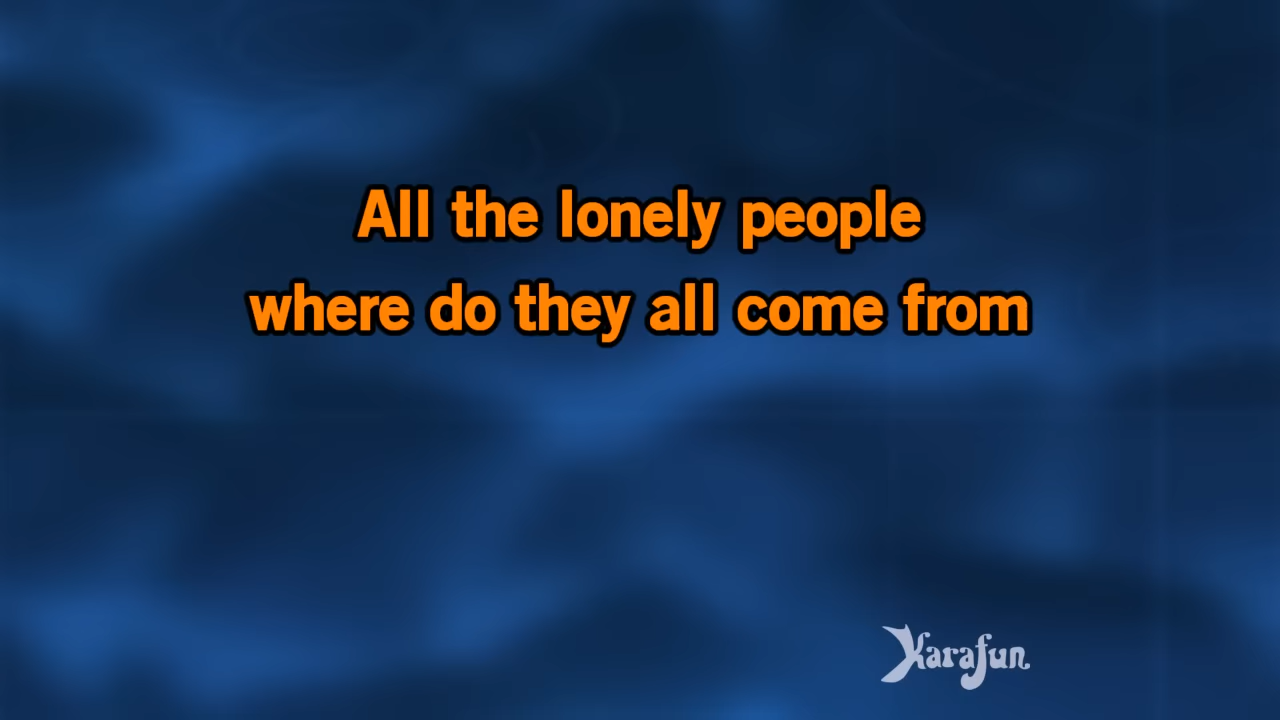 All the lonely people
where do they all come from
Karafun